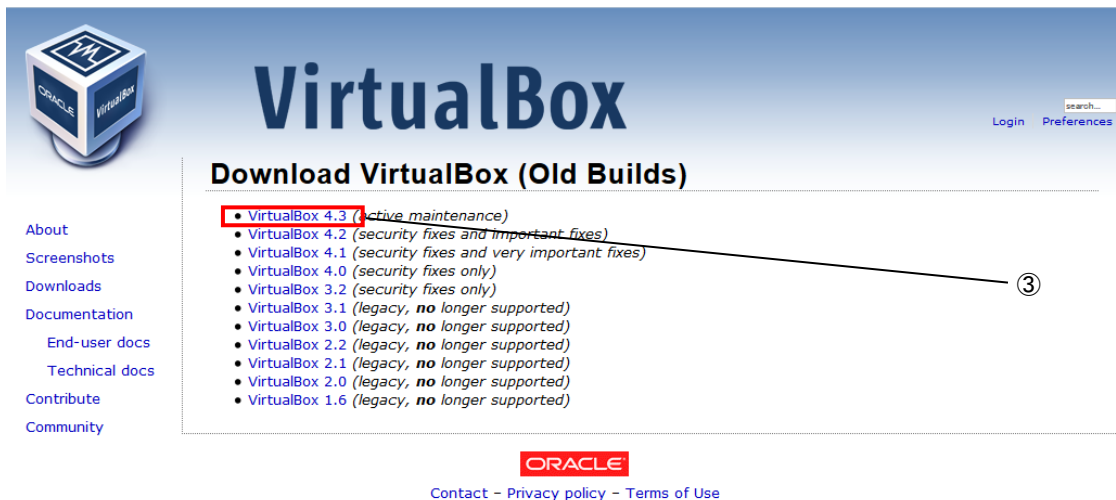 ORACLE
VirtualBox
VirtualBox
search...
Login Preferences
Download VirtualBox (Old Builds)
About
Screenshots
Downloads
Documentation
End-user docs
Technical docs
Contribute
Community
• VirtualBox 4.3 (active maintenance)
• VirtualBox 4.2 (security fixes and important fixes)
• VirtualBox 4.1 (security fixes and very important fixes)
• VirtualBox 4.0 (security fixes only)
• VirtualBox 3.2 (security fixes only)
• VirtualBox 3.1 (legacy, no longer supported)
• VirtualBox 3.0 (legacy, no longer supported)
• VirtualBox 2.2 (legacy, no longer supported)
• VirtualBox 2.1 (legacy, no longer supported)
• VirtualBox 2.0 (legacy, no longer supported)
• VirtualBox 1.6 (legacy, no longer supported)
③
ORACLE
Contact – Privacy policy – Terms of Use